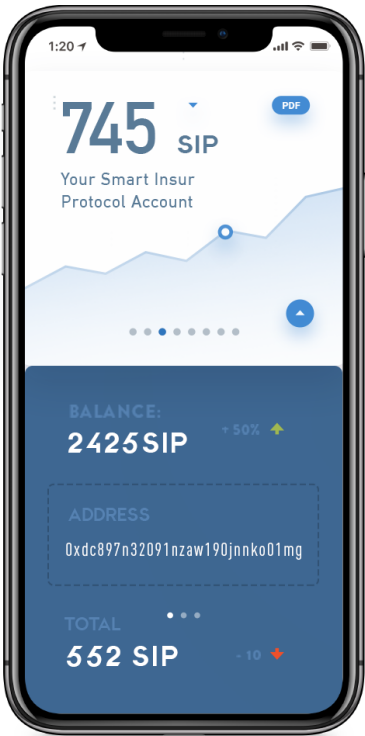 1:20
745 SIP
PDF
Your Smart Insur
Protocol Account
BALANCE:
2425SIP
+ 50%
ADDRESS
0xdc897n32091nzaw190jnnko01mg
TOTAL
552 SIP
- 10